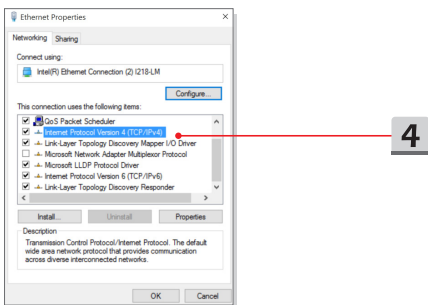 Ethernet Properties
Networking Sharing
Connect using:
Intel(R) Ethernet Connection (2) I218-LM
Configure...
This connection uses the following items:
QoS Packet Scheduler
Internet Protocol Version 4 (TCP/IPv4)
Link-Layer Topology Discovery Mapper I/O Driver
Microsoft Network Adapter Multiplexor Protocol
Microsoft LLDP Protocol Driver
Internet Protocol Version 6 (TCP/IPv6)
Link-Layer Topology Discovery Responder
Install... Uninstall Properties
Description
Transmission Control Protocol/Internet Protocol. The default
wide area network protocol that provides communication
across diverse interconnected networks.
OK Cancel
4